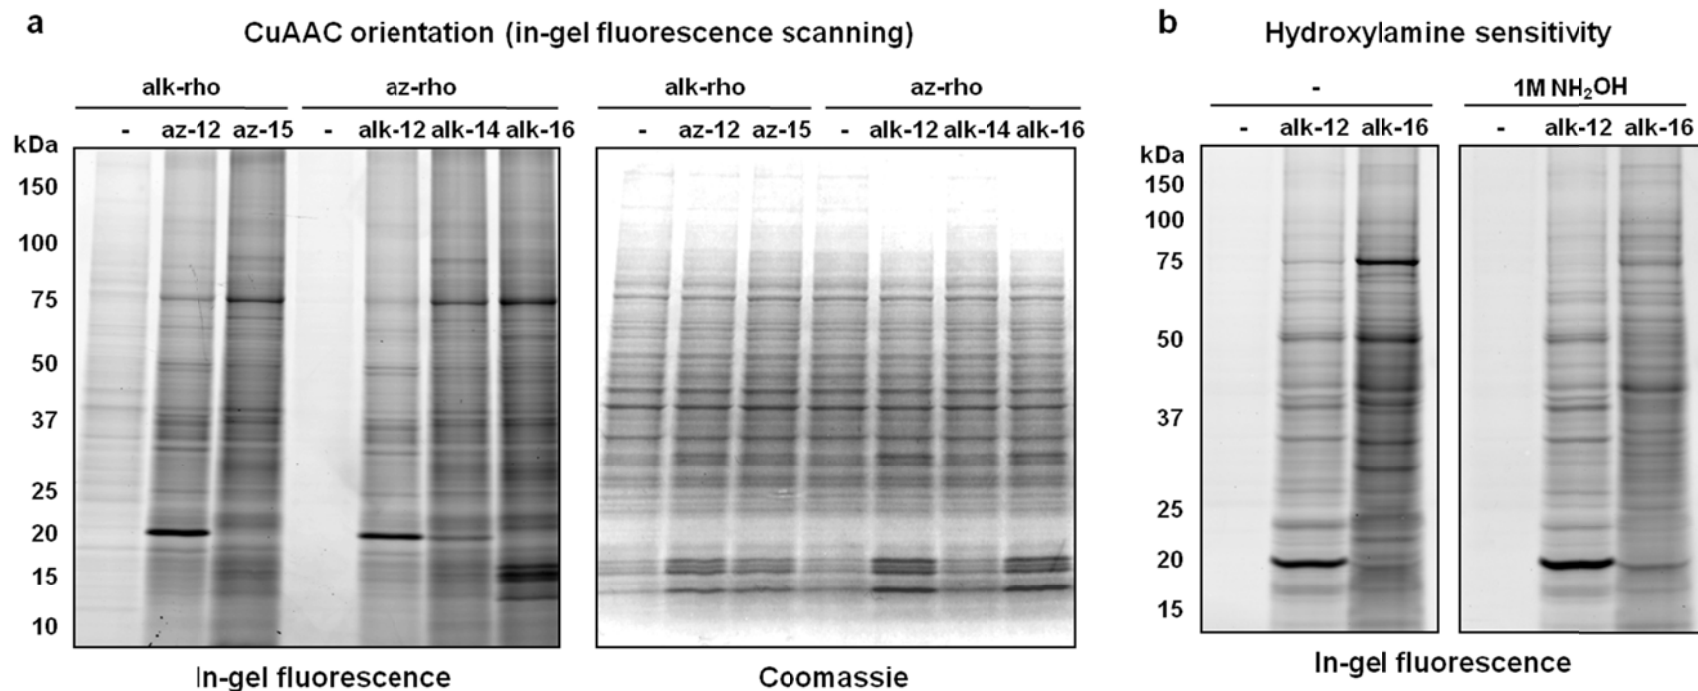 a
CuAAC orientation (in-gel fluorescence scanning)
alk-rho az-rho alk-rho az-rho
- az-12 az-15 - alk-12 alk-14 alk-16 - az-12 az-15 - alk-12 alk-14 alk-16
kDa
150
100
75
50
37
25
20
15
10
In-gel fluorescence Coomassie
b
Hydroxylamine sensitivity
- 1M NH₂OH
- alk-12 alk-16 - alk-12 alk-16
kDa
150
100
75
50
37
25
20
15
In-gel fluorescence